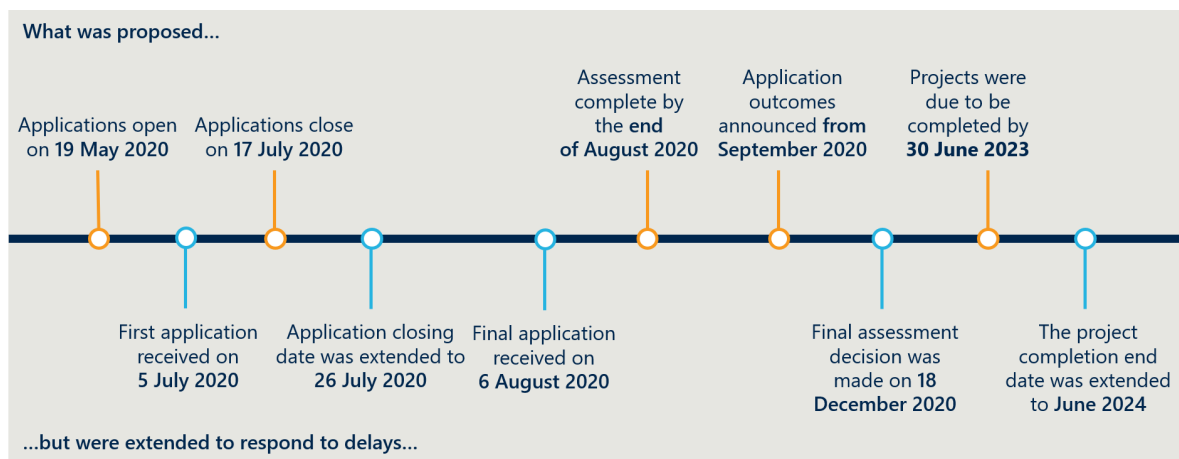 What was proposed...
Applications open
on 19 May 2020
Applications close
on 17 July 2020
Assessment
complete by
the end
of August 2020
Application
outcomes
announced from
September 2020
Projects were
due to be
completed by
30 June 2023
First application
received on
5 July 2020
Application closing
date was extended to
26 July 2020
Final application
received on
6 August 2020
Final assessment
decision was
made on 18
December 2020
The project
completion end
date was extended
to June 2024
...but were extended to respond to delays...